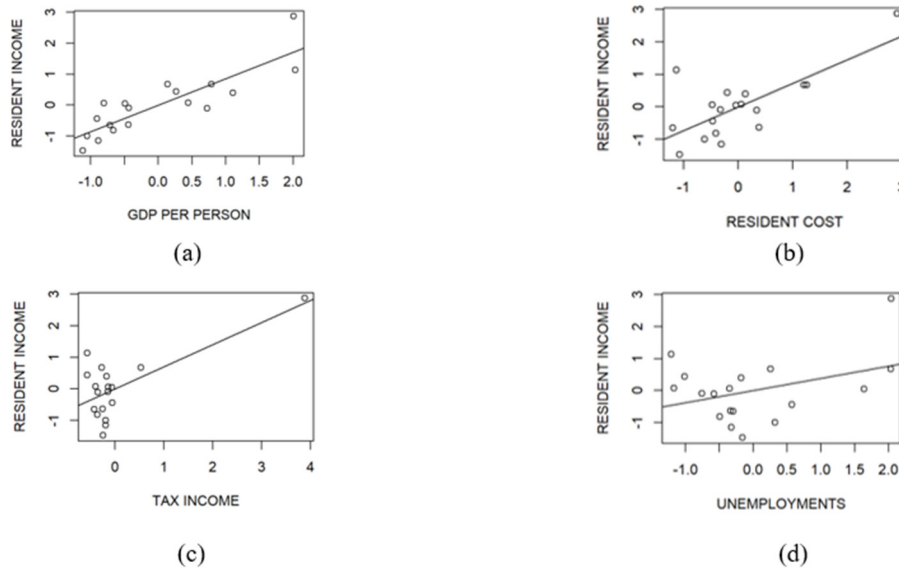 RESIDENT INCOME
3
2
1
0
-1
-1.0 0.0 0.5 1.0 1.5 2.0
GDP PER PERSON
(a)
RESIDENT INCOME
3
2
1
0
-1
-1 0 1 2 3
RESIDENT COST
(b)
RESIDENT INCOME
3
2
1
0
-1
0 1 2 3 4
TAX INCOME
(c)
RESIDENT INCOME
3
2
1
0
-1
-1.0 0.0 0.5 1.0 1.5 2.0
UNEMPLOYMENTS
(d)